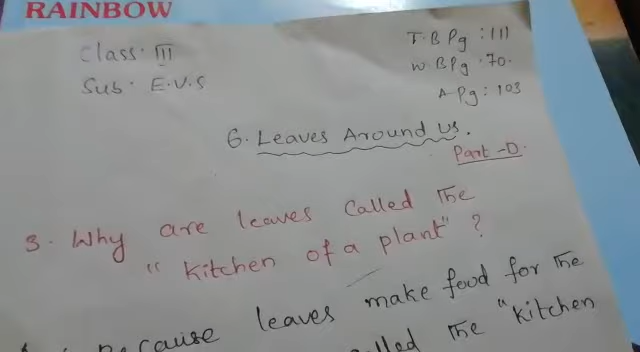 RAINBOW
Class: III
Sub: E.V.S
T.B Pg: 111
W.B Pg: 70.
A Pg: 103
6. Leaves Around Us.
Part -D.
3. Why are leaves called the
"Kitchen of a plant"?
Because leaves make food for the
the "kitchen